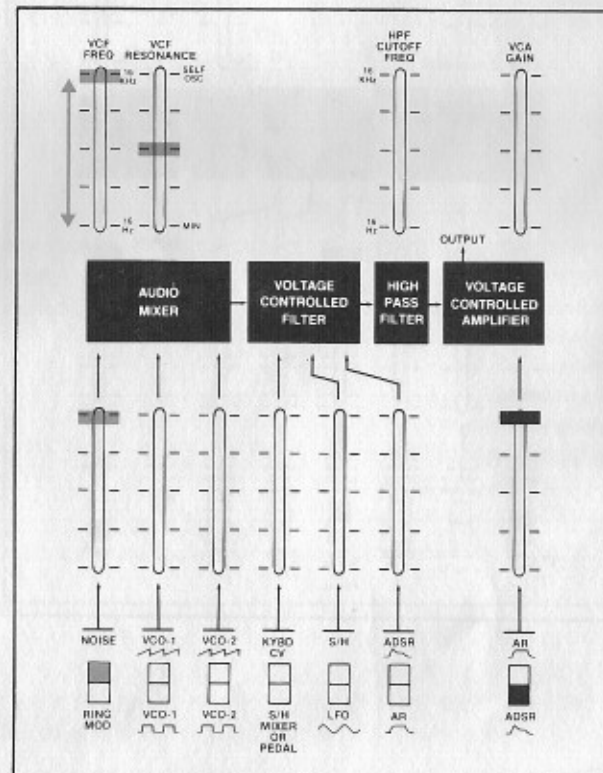 VCF
FREQ
VCF
RESONANCE
HPF
CUTOFF
FREQ
VCA
GAIN
16
KHz
SELF
OSC
16
KHz
16
Hz
MIN
16
Hz
OUTPUT
AUDIO
MIXER
VOLTAGE
CONTROLLED
FILTER
HIGH
PASS
FILTER
VOLTAGE
CONTROLLED
AMPLIFIER
NOISE
VCO-1
VCO-2
KYBD
CV
S/H
ADSR
AR
RING
MOD
VCO-1
VCO-2
S/H
MIXER
OR
PEDAL
LFO
AR
ADSR